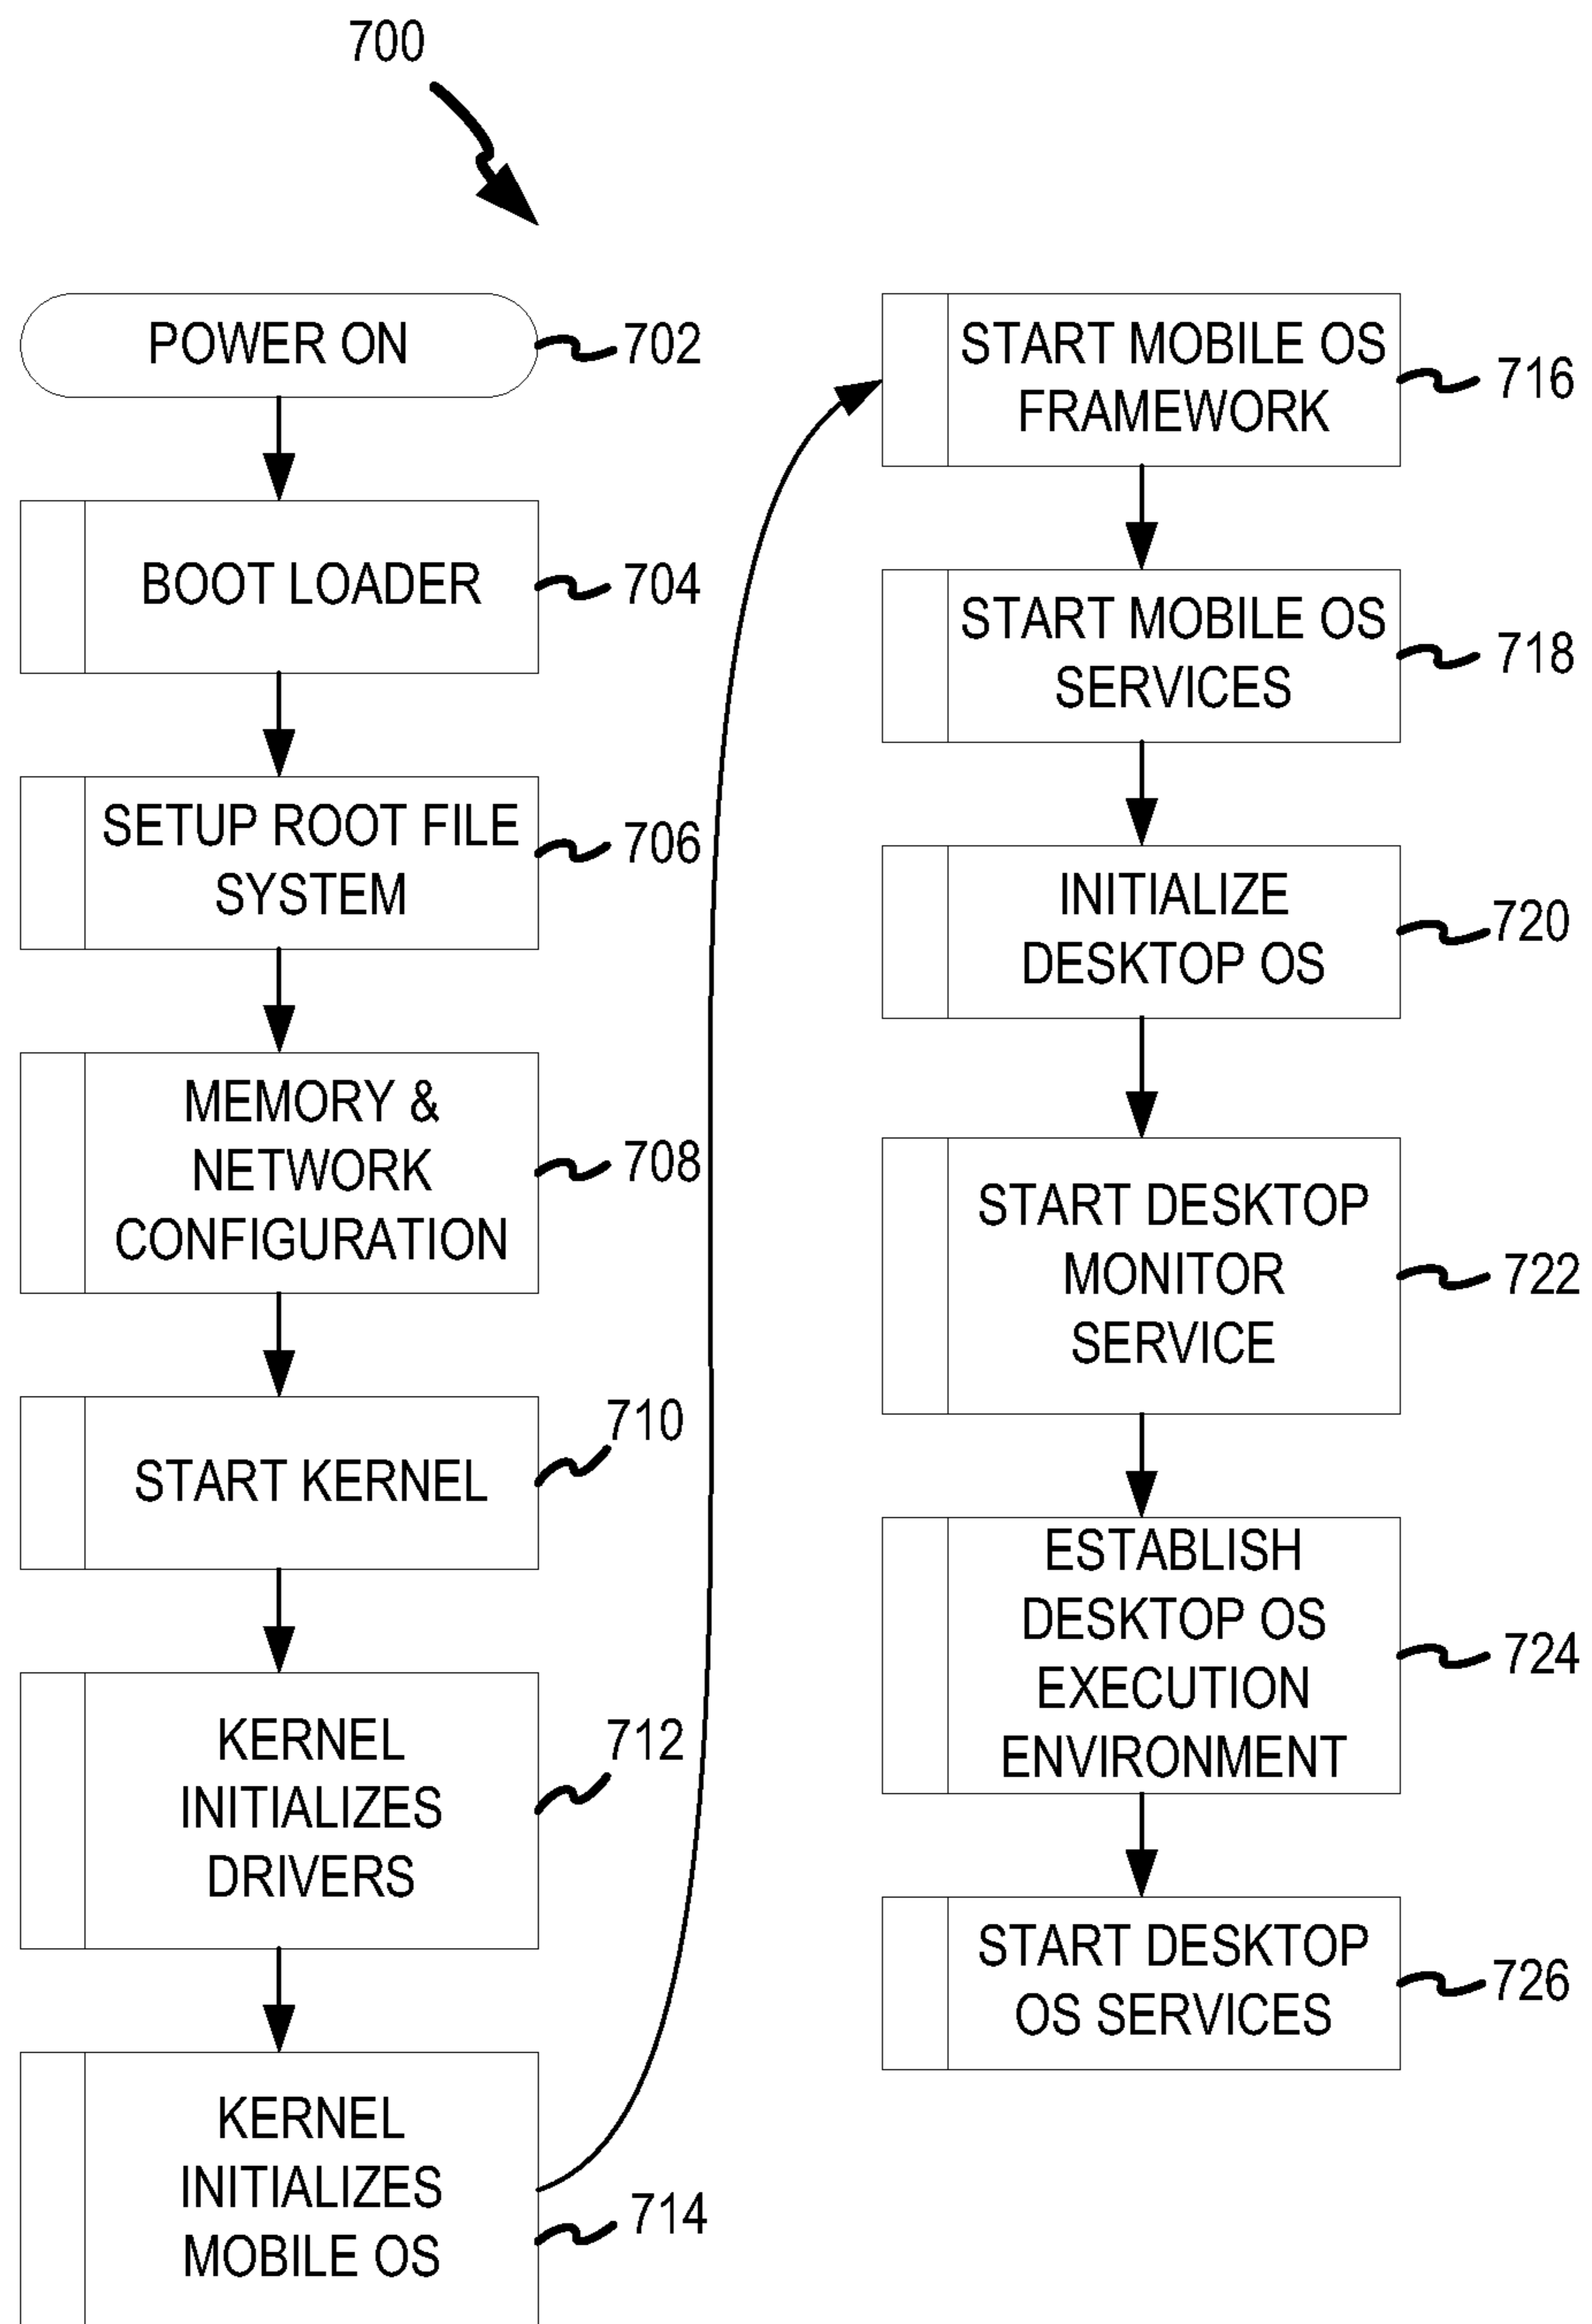 700
POWER ON
702
BOOT LOADER
704
SETUP ROOT FILE
SYSTEM
706
MEMORY &
NETWORK
CONFIGURATION
708
START KERNEL
710
KERNEL
INITIALIZES
DRIVERS
712
KERNEL
INITIALIZES
MOBILE OS
714
START MOBILE OS
FRAMEWORK
716
START MOBILE OS
SERVICES
718
INITIALIZE
DESKTOP OS
720
START DESKTOP
MONITOR
SERVICE
722
ESTABLISH
DESKTOP OS
EXECUTION
ENVIRONMENT
724
START DESKTOP
OS SERVICES
726